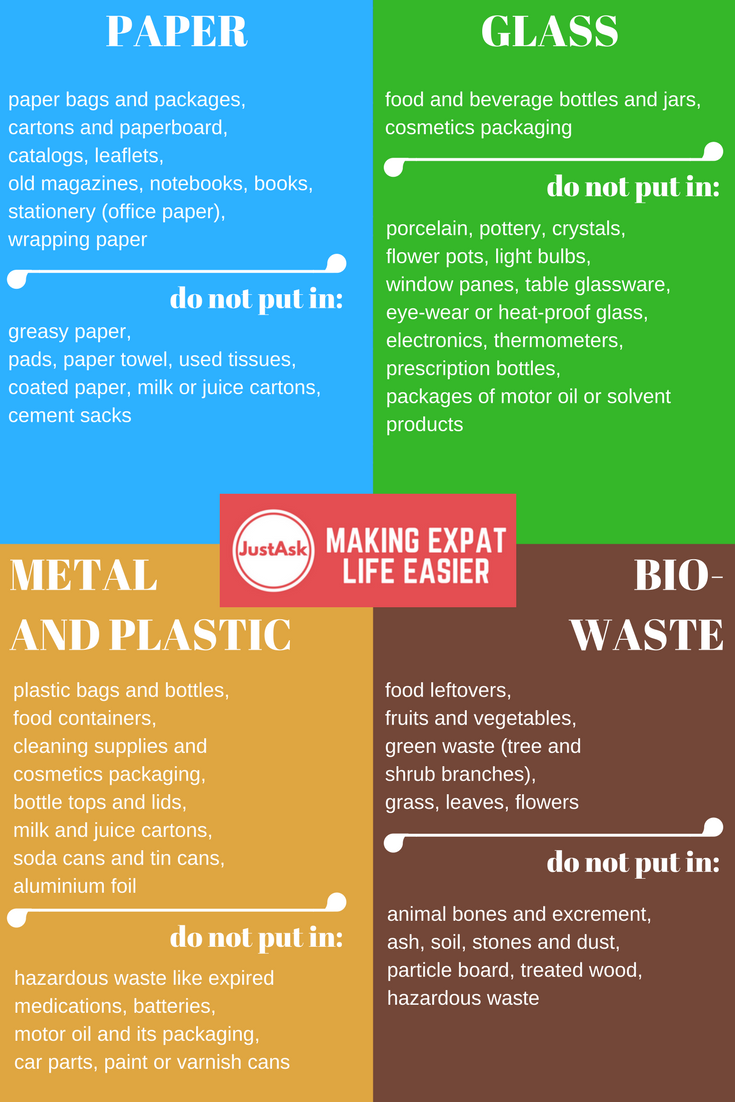 PAPER
paper bags and packages,
cartons and paperboard,
catalogs, leaflets,
old magazines, notebooks, books,
stationery (office paper),
wrapping paper
do not put in:
greasy paper,
pads, paper towel, used tissues,
coated paper, milk or juice cartons,
cement sacks
GLASS
food and beverage bottles and jars,
cosmetics packaging
do not put in:
porcelain, pottery, crystals,
flower pots, light bulbs,
window panes, table glassware,
eye-wear or heat-proof glass,
electronics, thermometers,
prescription bottles,
packages of motor oil or solvent
products
JustAsk
MAKING EXPAT
LIFE EASIER
METAL
AND PLASTIC
plastic bags and bottles,
food containers,
cleaning supplies and
cosmetics packaging,
bottle tops and lids,
milk and juice cartons,
soda cans and tin cans,
aluminium foil
do not put in:
hazardous waste like expired
medications, batteries,
motor oil and its packaging,
car parts, paint or varnish cans
BIO-
WASTE
food leftovers,
fruits and vegetables,
green waste (tree and
shrub branches),
grass, leaves, flowers
do not put in:
animal bones and excrement,
ash, soil, stones and dust,
particle board, treated wood,
hazardous waste